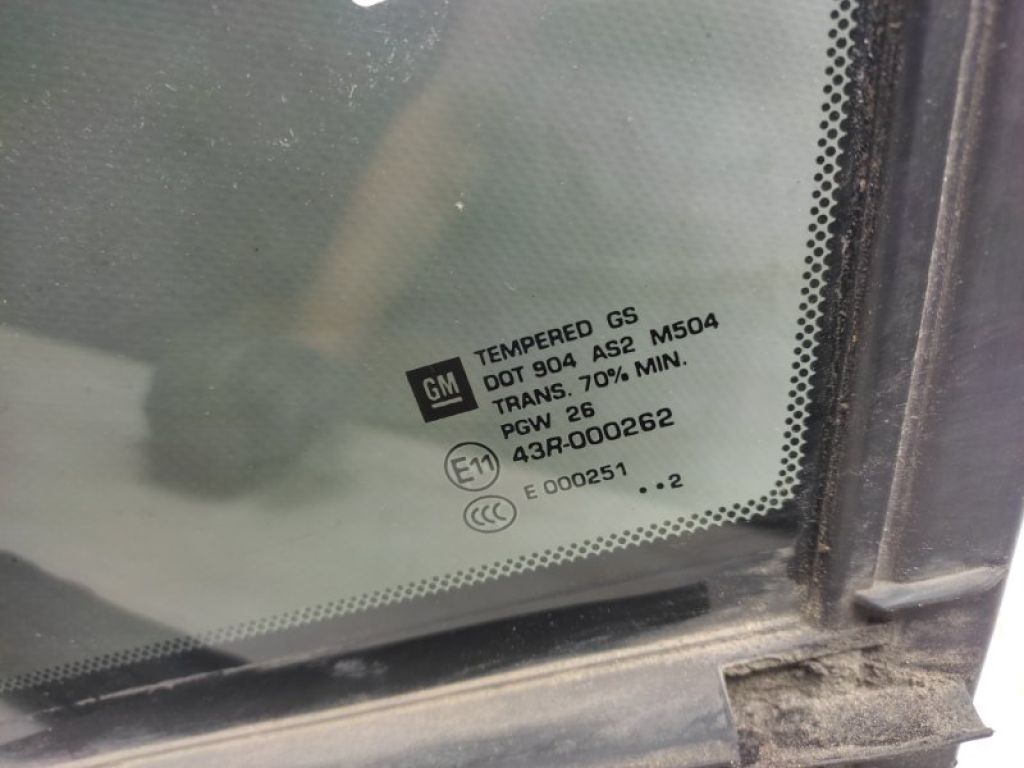 GM
TEMPERED GS
DOT 904 AS2 M504
TRANS. 70% MIN.
PGW 26
E11 43R-000262
CCC E 000251 ..2